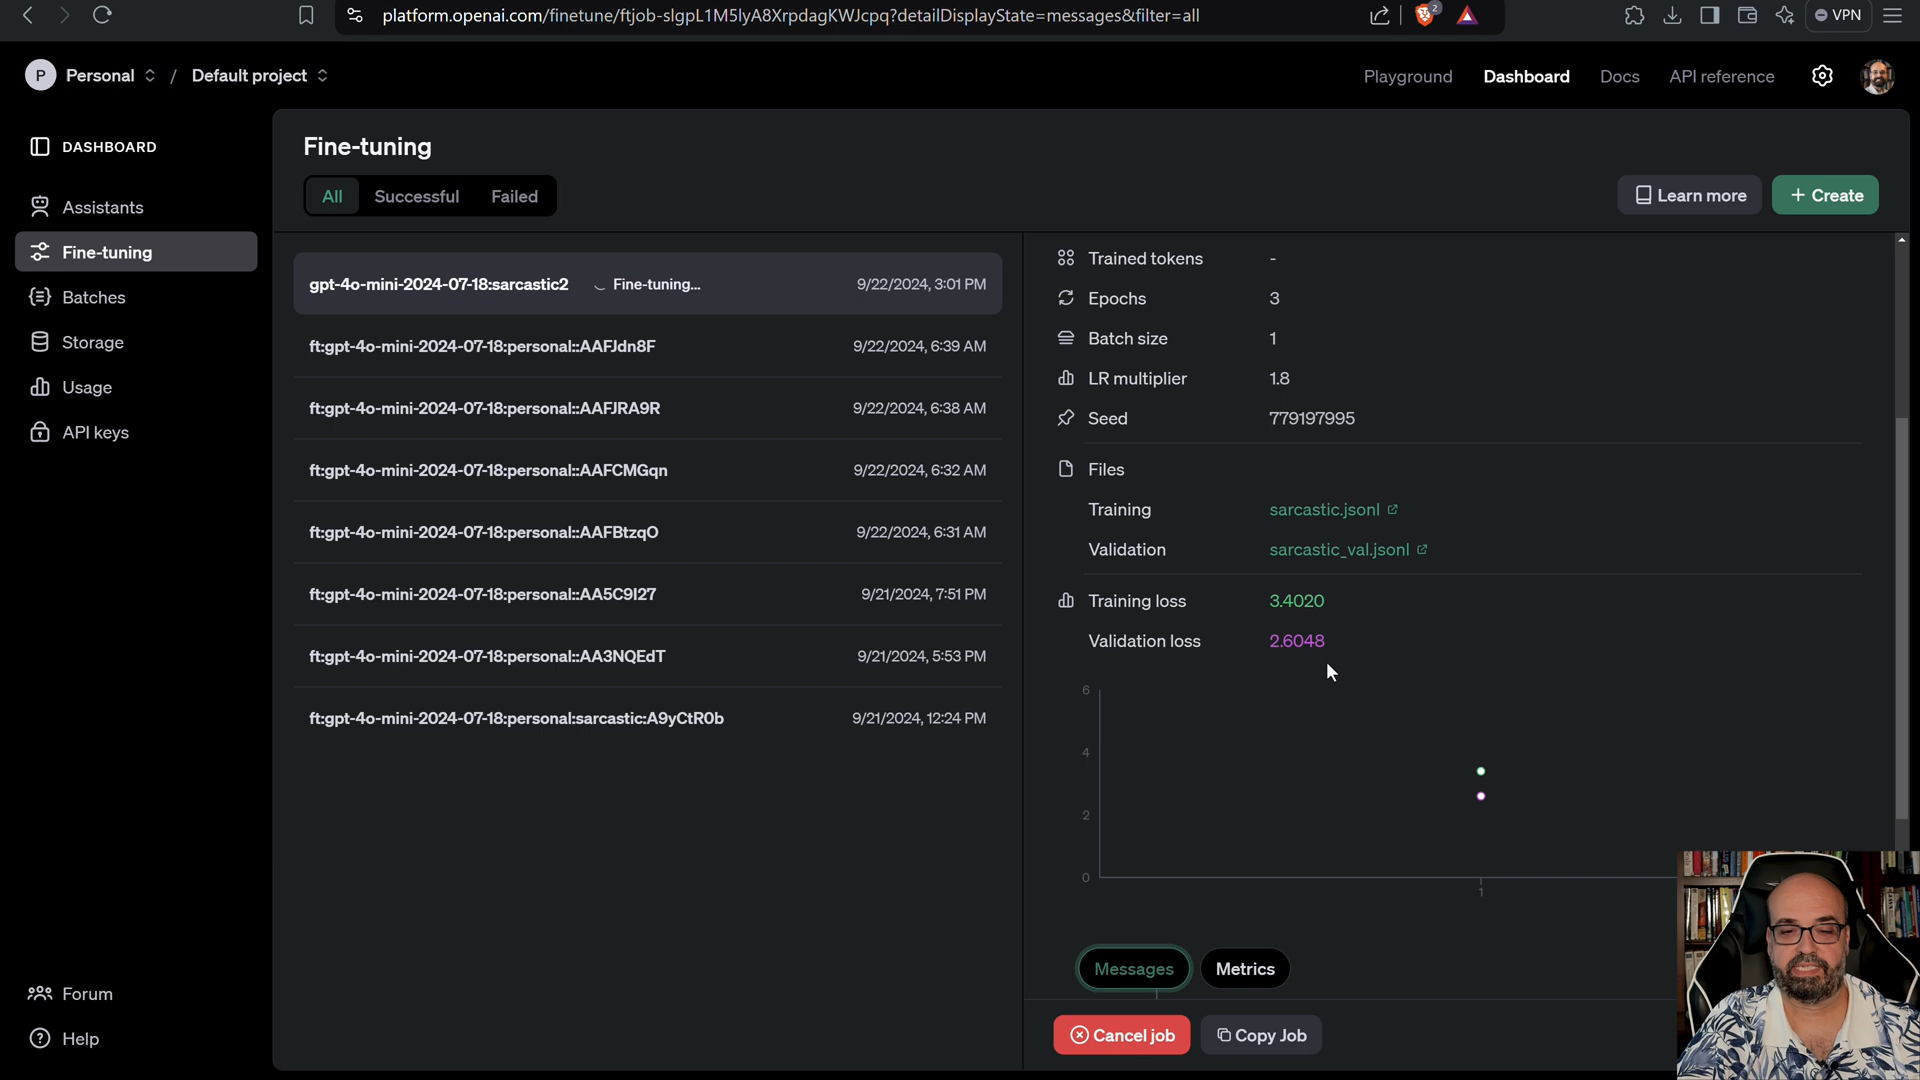 platform.openai.com/finetune/ftjob-slgpL1M5lyA8XrpdagKWJcpq?detailDisplayState=messages&filter=all
2
VPN
P Personal / Default project
Playground Dashboard Docs API reference
DASHBOARD
Assistants
Fine-tuning
Batches
Storage
Usage
API keys
Forum
Help
Fine-tuning
All Successful Failed
Learn more + Create
gpt-4o-mini-2024-07-18:sarcastic2 Fine-tuning... 9/22/2024, 3:01 PM
ft:gpt-4o-mini-2024-07-18:personal::AAFJdn8F 9/22/2024, 6:39 AM
ft:gpt-4o-mini-2024-07-18:personal::AAFJRA9R 9/22/2024, 6:38 AM
ft:gpt-4o-mini-2024-07-18:personal::AAFCMGqn 9/22/2024, 6:32 AM
ft:gpt-4o-mini-2024-07-18:personal::AAFBtzqO 9/22/2024, 6:31 AM
ft:gpt-4o-mini-2024-07-18:personal::AA5C9I27 9/21/2024, 7:51 PM
ft:gpt-4o-mini-2024-07-18:personal::AA3NQEdT 9/21/2024, 5:53 PM
ft:gpt-4o-mini-2024-07-18:personal:sarcastic:A9yCtR0b 9/21/2024, 12:24 PM
Trained tokens -
Epochs 3
Batch size 1
LR multiplier 1.8
Seed 779197995
Files
Training sarcastic.jsonl
Validation sarcastic_val.jsonl
Training loss 3.4020
Validation loss 2.6048
6
4
2
0
1
Messages Metrics
Cancel job Copy Job